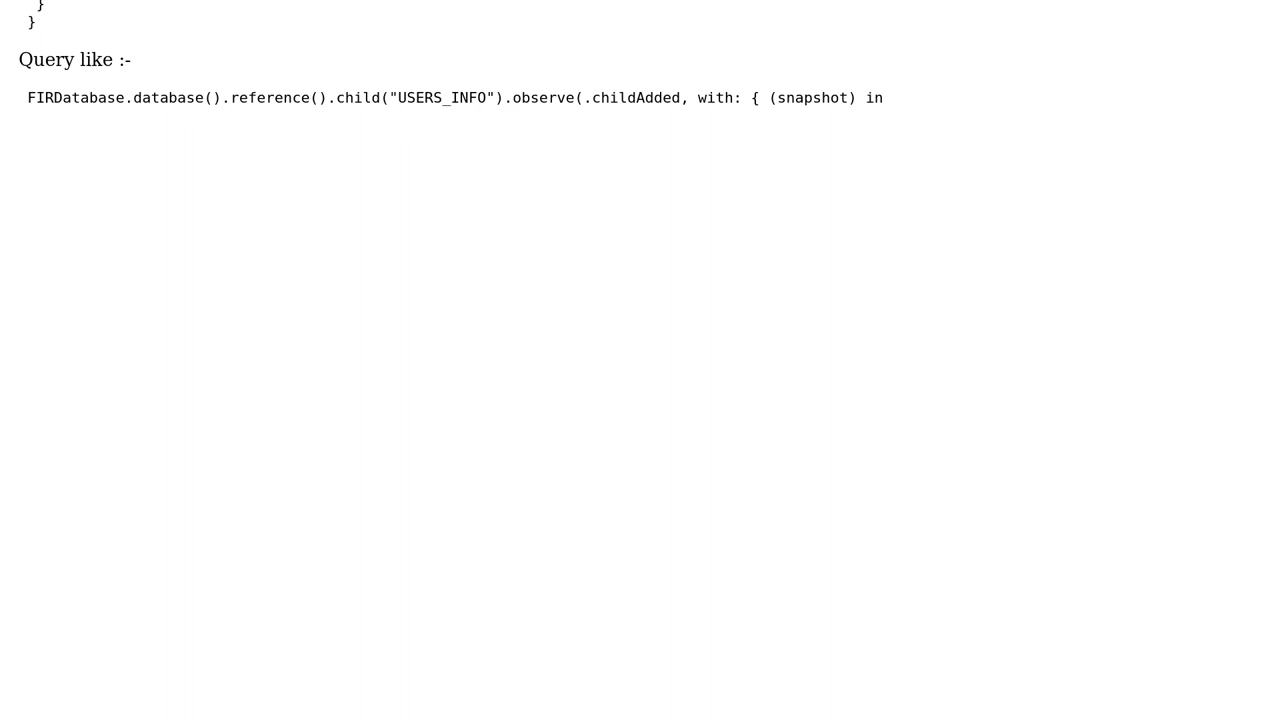 }
}
Query like :-
FIRDatabase.database().reference().child("USERS_INFO").observe(.childAdded, with: { (snapshot) in